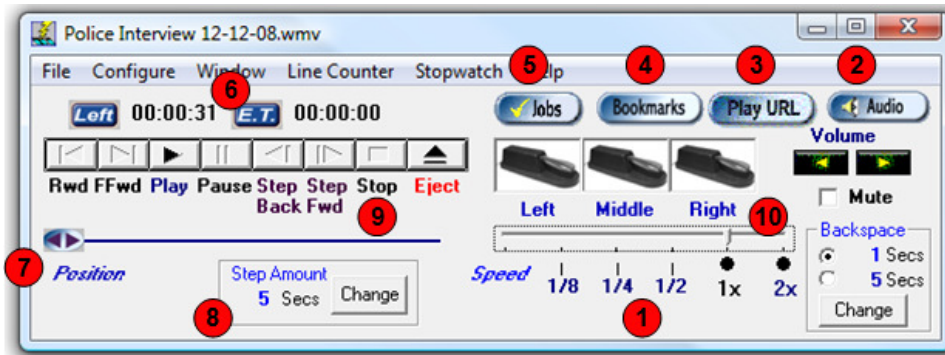 Police Interview 12-12-08.wmv
File Configure Window Line Counter Stopwatch
5 4 3 2
6
Left 00:00:31 E.T. 00:00:00 Jobs Bookmarks Play URL Audio
Volume
Rwd FFwd Play Pause Step Back Step Fwd Stop Eject
Mute
Left Middle Right
9 10
Backspace
1 Secs
5 Secs
Change
7
Position
Step Amount
5 Secs Change
8
Speed 1/8 1/4 1/2 1x 2x
1